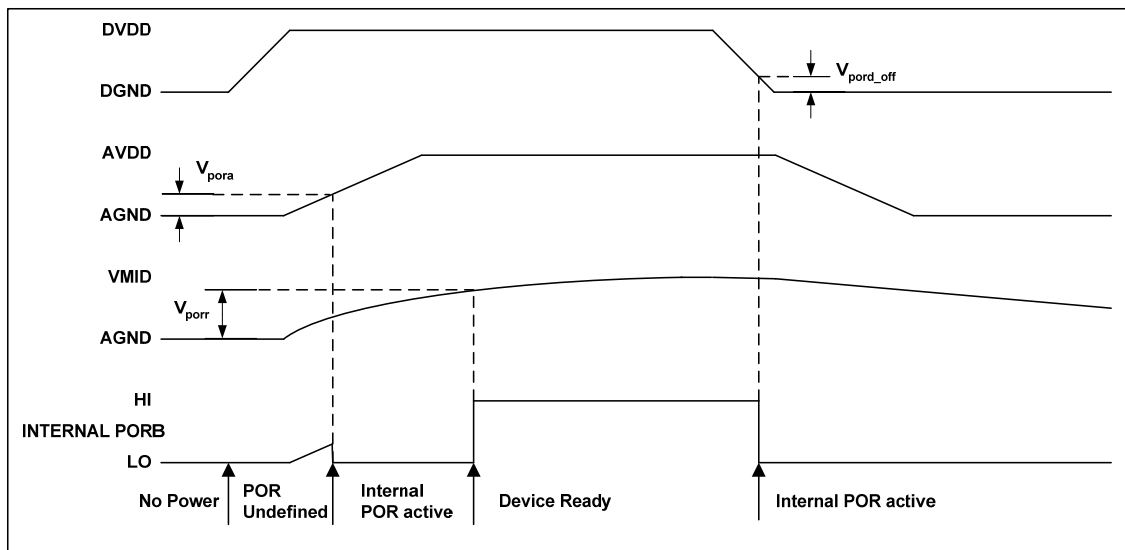 DVDD
DGND
Vpord_off
AVDD
Vpora
AGND
VMID
Vporr
AGND
HI
INTERNAL PORB
LO
No Power
POR
Undefined
Internal
POR active
Device Ready
Internal POR active